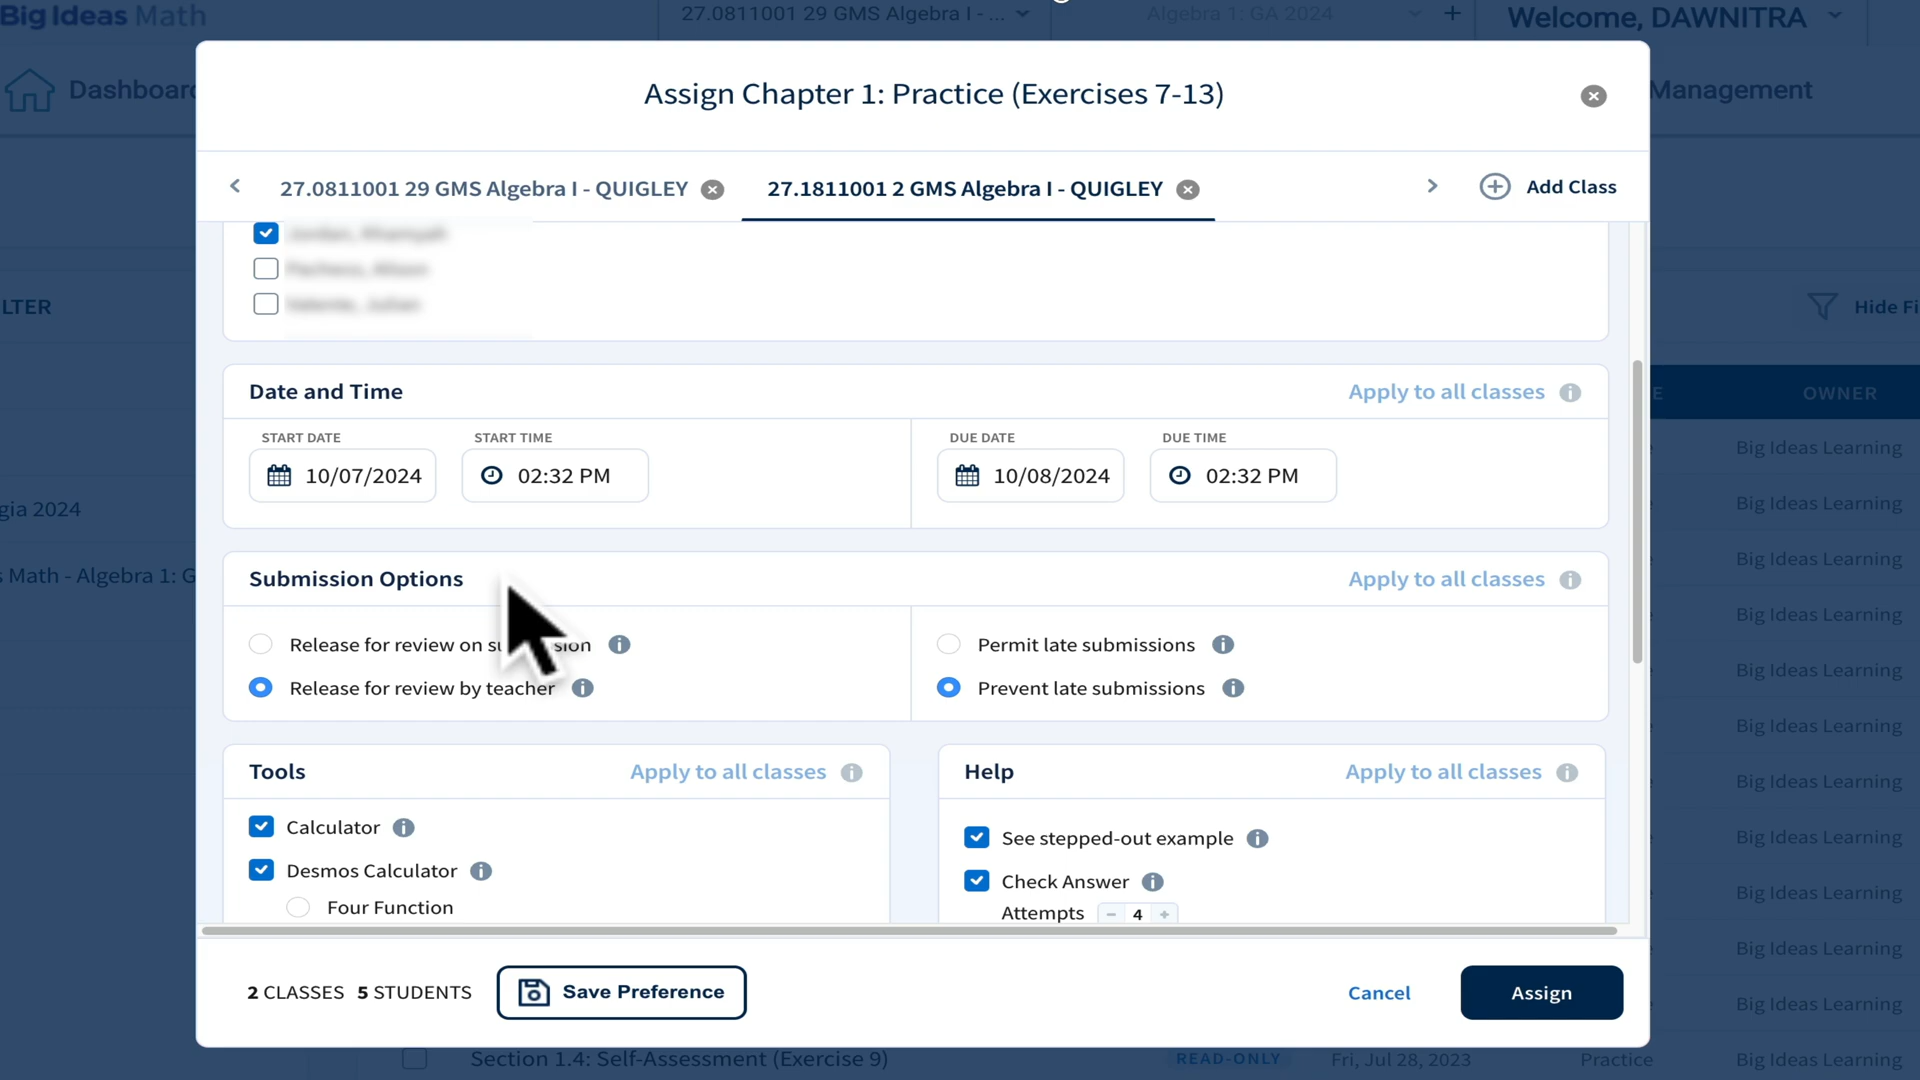 Big Ideas Math
27.0811001 29 GMS Algebra I - ...
Algebra 1: GA 2024
Welcome, DAWNITRA
Dashboard
Management
Assign Chapter 1: Practice (Exercises 7-13)
27.0811001 29 GMS Algebra I - QUIGLEY
27.1811001 2 GMS Algebra I - QUIGLEY
Add Class
LTER
Hide Fi
Date and Time
Apply to all classes
E
OWNER
START DATE
START TIME
DUE DATE
DUE TIME
10/07/2024
02:32 PM
10/08/2024
02:32 PM
Big Ideas Learning
Big Ideas Learning
gia 2024
Big Ideas Learning
s Math - Algebra 1: G
Submission Options
Apply to all classes
Big Ideas Learning
Release for review on su sion
Release for review by teacher
Permit late submissions
Prevent late submissions
Big Ideas Learning
Big Ideas Learning
Tools
Apply to all classes
Help
Apply to all classes
Big Ideas Learning
Calculator
Desmos Calculator
Four Function
See stepped-out example
Check Answer
Attempts
4
Big Ideas Learning
Big Ideas Learning
Big Ideas Learning
2 CLASSES 5 STUDENTS
Save Preference
Cancel
Assign
Big Ideas Learning
Section 1.4: Self-Assessment (Exercise 9)
READ-ONLY
Fri, Jul 28, 2023
Practice
Big Ideas Learning